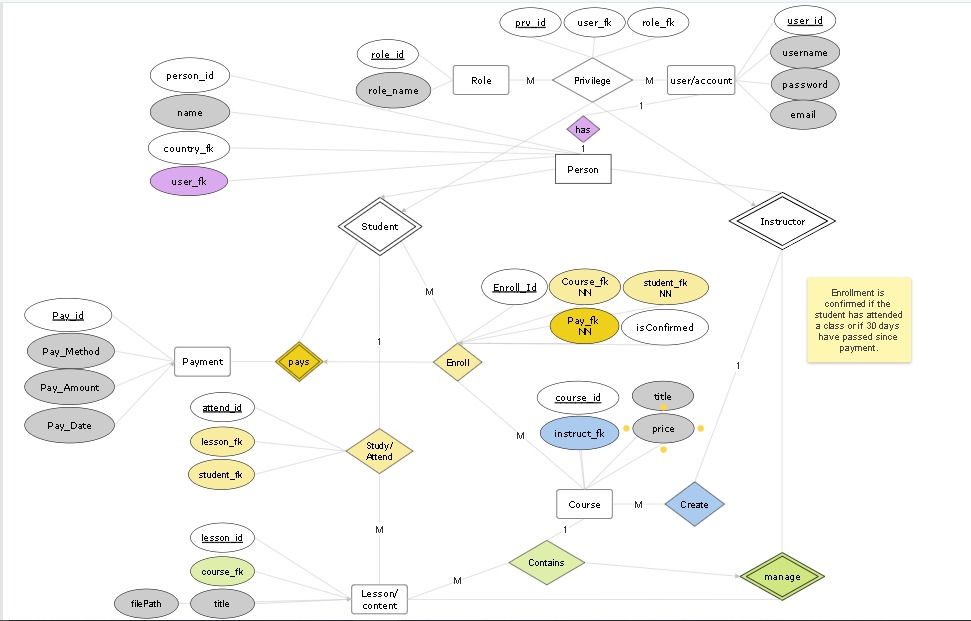 prv_id
user_fk
role_fk
user_id
role_id
username
person_id
Role
M
Privilege
M
user/account
role_name
password
name
1
email
has
country_fk
1
Person
user_fk
Student
Instructor
Enroll_Id
Course_fk
NN
student_fk
NN
M
Enrollment is
confirmed if the
student has attended
a class or if 30 days
have passed since
payment.
Pay_id
Pay_fk
NN
isConfirmed
1
Pay_Method
Payment
pays
Enroll
1
Pay_Amount
course_id
title
attend_id
Pay_Date
instruct_fk
price
lesson_fk
M
Study/
Attend
student_fk
Course
M
Create
M
1
lesson_id
Contains
course_fk
M
manage
Lesson/
content
filePath
title